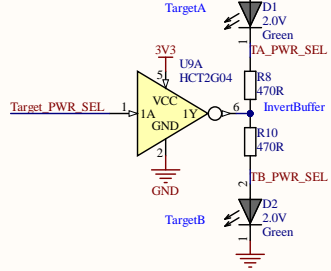 TargetA
D1
2.0V
Green
1
TA_PWR_SEL
3V3
U9A
HCT2G04
5
R8
470R
VCC
Target_PWR_SEL
1
1A
1Y
6
InvertBuffer
GND
R10
470R
2
GND
TB_PWR_SEL
2
D2
TargetB
2.0V
Green
1